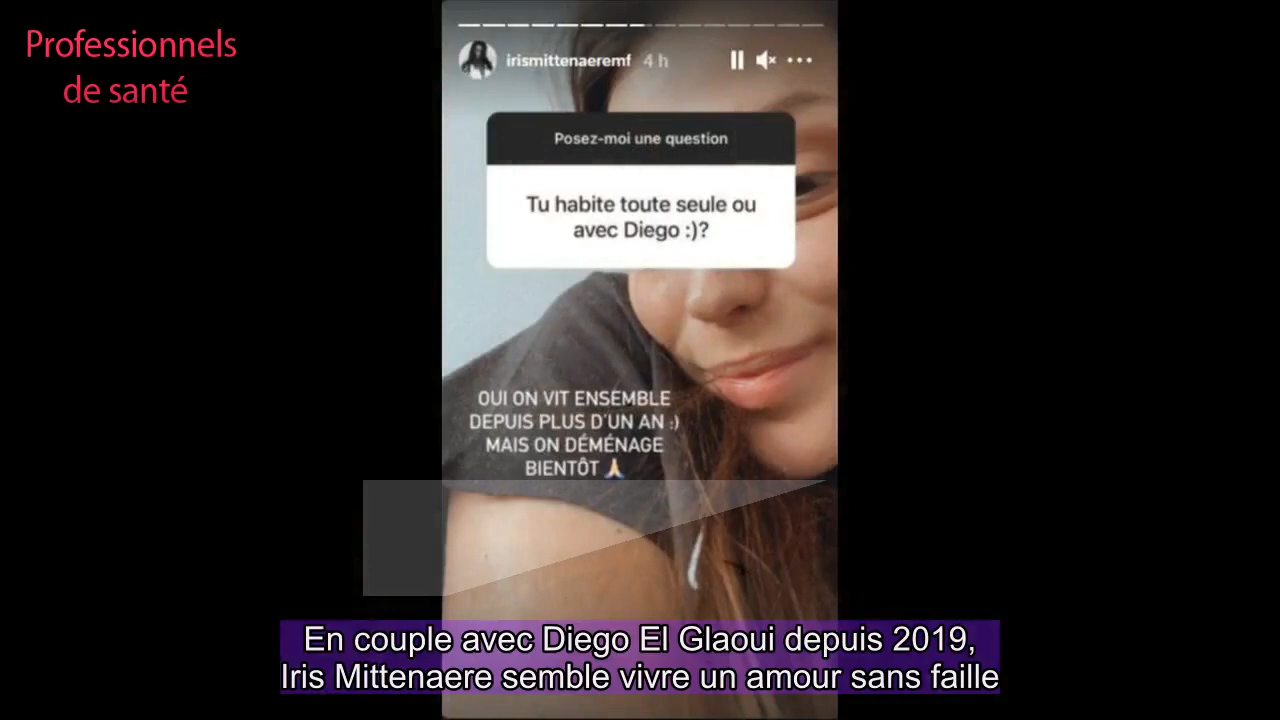 Professionnels
de santé
irismittenaeremf 4 h
Posez-moi une question
Tu habite toute seule ou
avec Diego :)?
OUI ON VIT ENSEMBLE
DEPUIS PLUS D'UN AN :)
MAIS ON DÉMÉNAGE
BIENTÔT 🙏
En couple avec Diego El Glaoui depuis 2019,
Iris Mittenaere semble vivre un amour sans faille